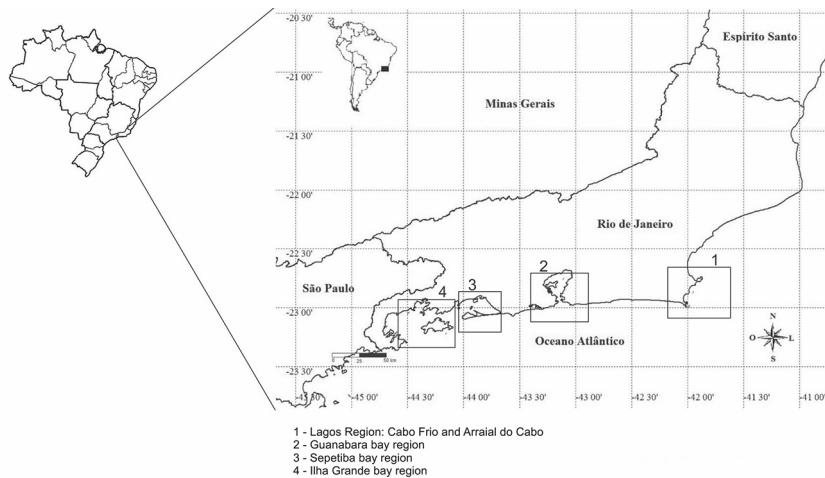 -20 30'
Espírito Santo
-21 00'
Minas Gerais
-21 30'
-22 00'
Rio de Janeiro
-22 30'
1
2
3
4
São Paulo
-23 00'
Oceano Atlântico
N
O
L
S
25
50 km
-23 30'
-45 30'
-45 00'
-44 30'
-44 00'
-43 30'
-43 00'
-42 30'
-42 00'
-41 30'
-41 00'
1 - Lagos Region: Cabo Frio and Arraial do Cabo
2 - Guanabara bay region
3 - Sepetiba bay region
4 - Ilha Grande bay region